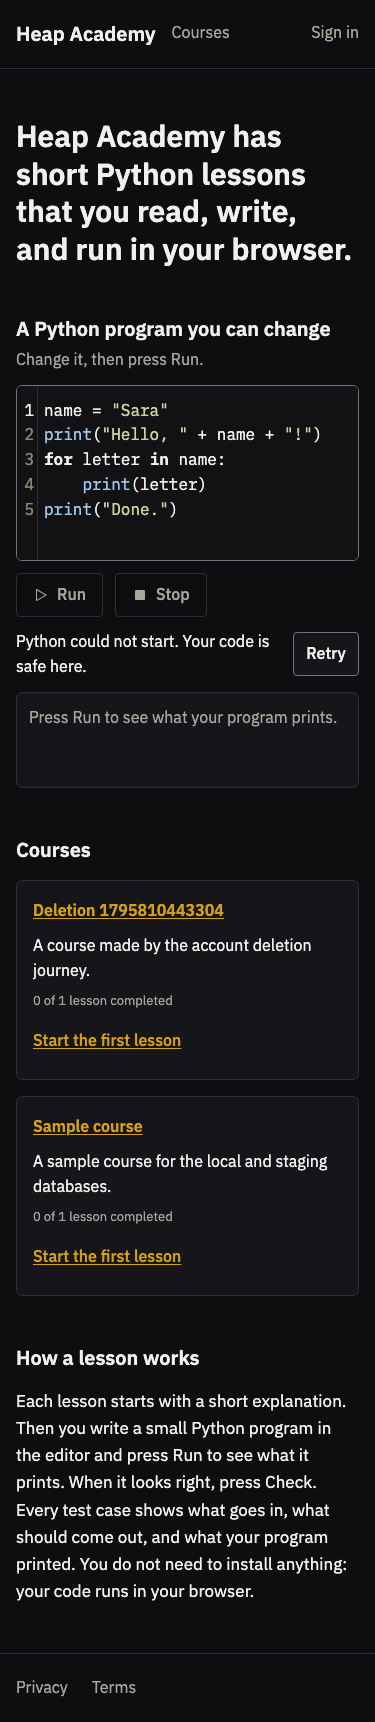 Heap Academy Courses Sign in
Heap Academy has
short Python lessons
that you read, write,
and run in your browser.
A Python program you can change
Change it, then press Run.
1 name = "Sara"
2 print("Hello, " + name + "!")
3 for letter in name:
4     print(letter)
5 print("Done.")
Run Stop
Python could not start. Your code is
safe here.
Retry
Press Run to see what your program prints.
Courses
Deletion 1795810443304
A course made by the account deletion
journey.
0 of 1 lesson completed
Start the first lesson
Sample course
A sample course for the local and staging
databases.
0 of 1 lesson completed
Start the first lesson
How a lesson works
Each lesson starts with a short explanation.
Then you write a small Python program in
the editor and press Run to see what it
prints. When it looks right, press Check.
Every test case shows what goes in, what
should come out, and what your program
printed. You do not need to install anything:
your code runs in your browser.
Privacy Terms